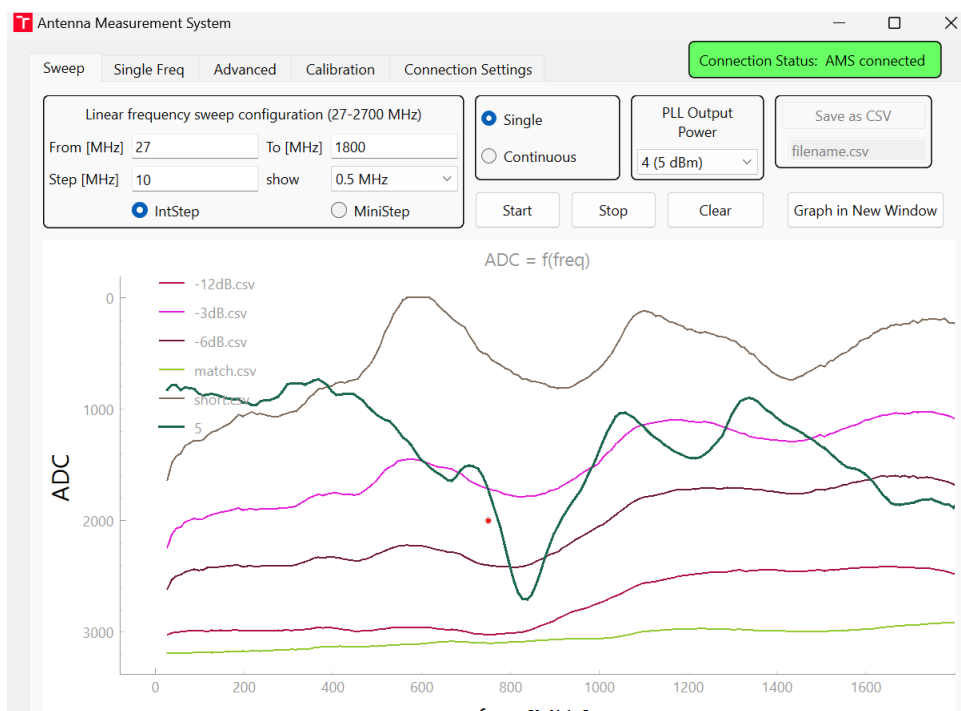 T Antenna Measurement System
Connection Status: AMS connected
Sweep Single Freq Advanced Calibration Connection Settings
Linear frequency sweep configuration (27-2700 MHz)
From [MHz] 27 To [MHz] 1800
Step [MHz] 10 show 0.5 MHz
IntStep MiniStep
Single
Continuous
PLL Output
Power
4 (5 dBm)
Save as CSV
filename.csv
Start Stop Clear Graph in New Window
ADC = f(freq)
-12dB.csv
-3dB.csv
-6dB.csv
match.csv
short.csv
5
ADC
0
1000
2000
3000
0 200 400 600 800 1000 1200 1400 1600